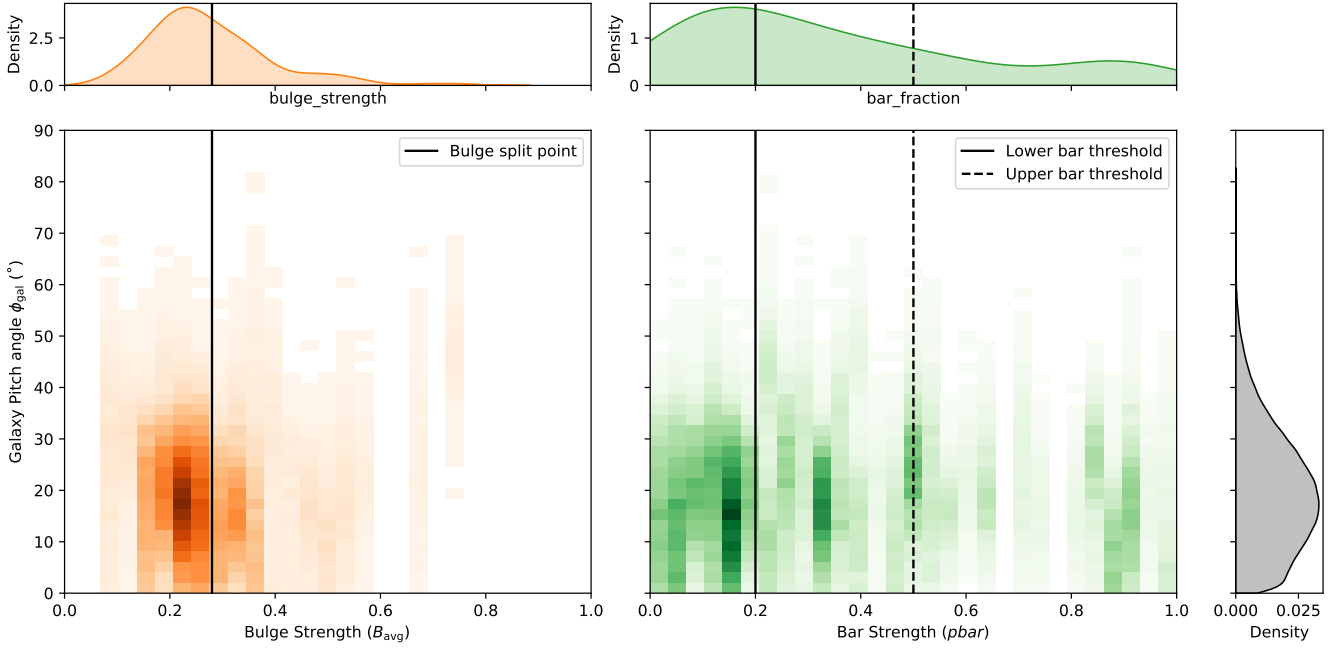 Density
2.5
0.0
bulge_strength
Density
1
0
bar_fraction
Galaxy Pitch angle ϕgal (°)
90
80
70
60
50
40
30
20
10
0
Bulge split point
0.0 0.2 0.4 0.6 0.8 1.0
Bulge Strength (Bavg)
Lower bar threshold
Upper bar threshold
0.0 0.2 0.4 0.6 0.8 1.0
Bar Strength (pbar)
0.000 0.025
Density